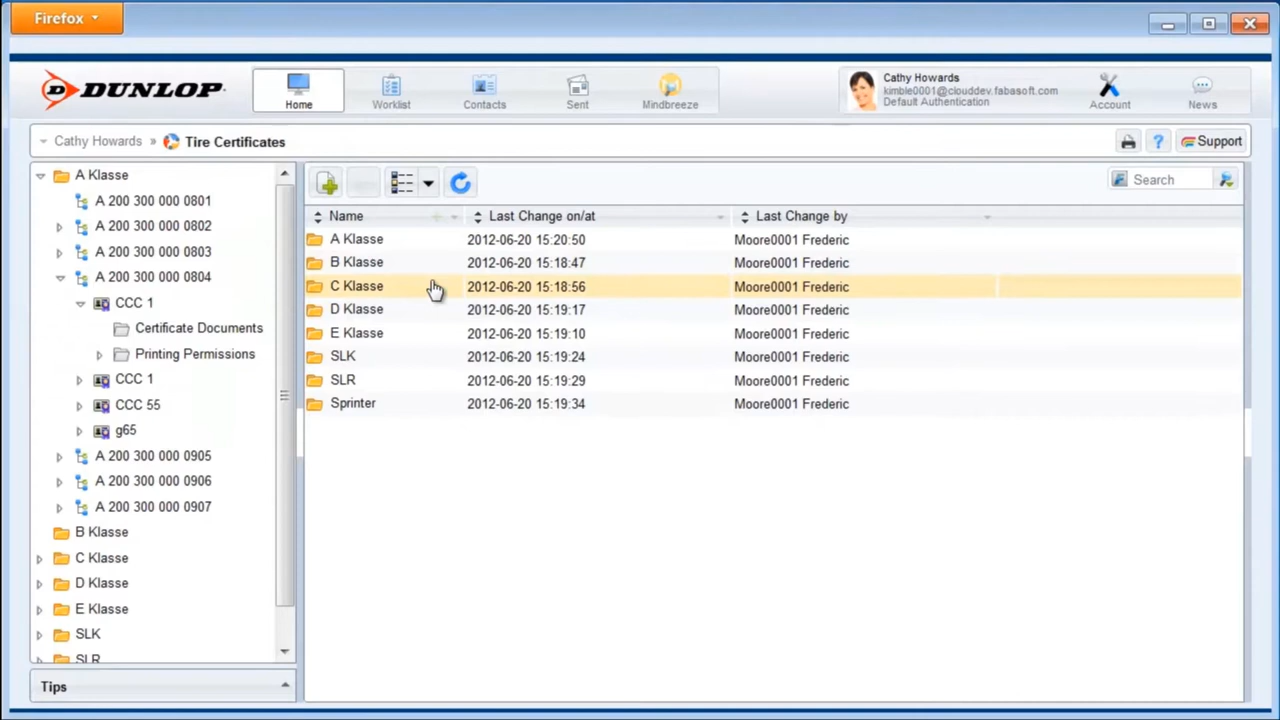 Firefox
DUNLOP
Home
Worklist
Contacts
Sent
Mindbreeze
Cathy Howards
kimble0001@clouddev.fabasoft.com
Default Authentication
Account
News
Cathy Howards » Tire Certificates
? Support
A Klasse
A 200 300 000 0801
A 200 300 000 0802
A 200 300 000 0803
A 200 300 000 0804
CCC 1
Certificate Documents
Printing Permissions
CCC 1
CCC 55
g65
A 200 300 000 0905
A 200 300 000 0906
A 200 300 000 0907
B Klasse
C Klasse
D Klasse
E Klasse
SLK
SLR
Tips
Search
Name Last Change on/at Last Change by
A Klasse 2012-06-20 15:20:50 Moore0001 Frederic
B Klasse 2012-06-20 15:18:47 Moore0001 Frederic
C Klasse 2012-06-20 15:18:56 Moore0001 Frederic
D Klasse 2012-06-20 15:19:17 Moore0001 Frederic
E Klasse 2012-06-20 15:19:10 Moore0001 Frederic
SLK 2012-06-20 15:19:24 Moore0001 Frederic
SLR 2012-06-20 15:19:29 Moore0001 Frederic
Sprinter 2012-06-20 15:19:34 Moore0001 Frederic